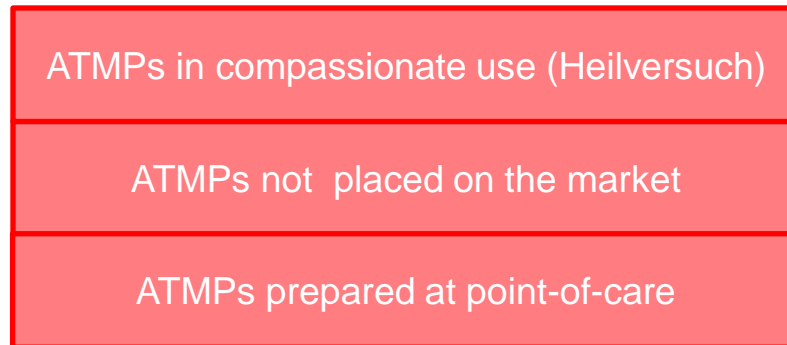 ATMPs in compassionate use (Heilversuch)
ATMPs not  placed on the market
ATMPs prepared at point-of-care